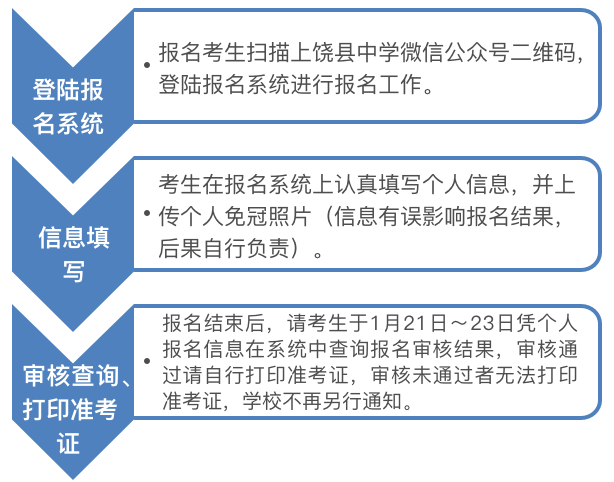 登陆报
名系统
•报名考生扫描上饶县中学微信公众号二维码，
登陆报名系统进行报名工作。
信息填
写
考生在报名系统上认真填写个人信息，并上
•传个人免冠照片（信息有误影响报名结果，
后果自行负责）。
审核查询、
打印准考
证
报名结束后，请考生于1月21日～23日凭个人
报名信息在系统中查询报名审核结果，审核通
•过请自行打印准考证，审核未通过者无法打印
准考证，学校不再另行通知。